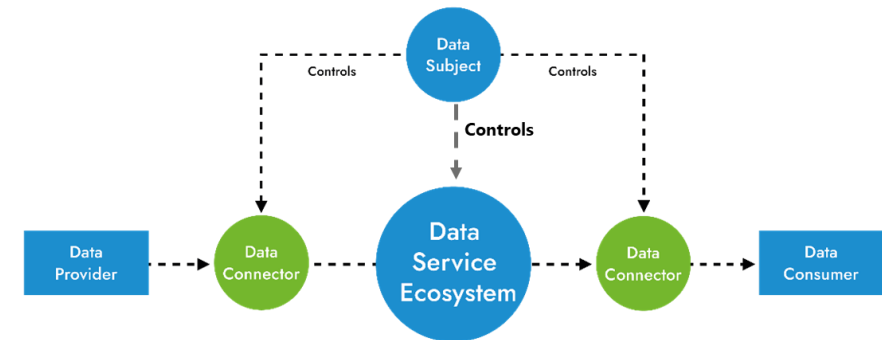 Data
Subject
Controls
Controls
Controls
Data
Provider
Data
Connector
Data
Service
Ecosystem
Data
Connector
Data
Consumer